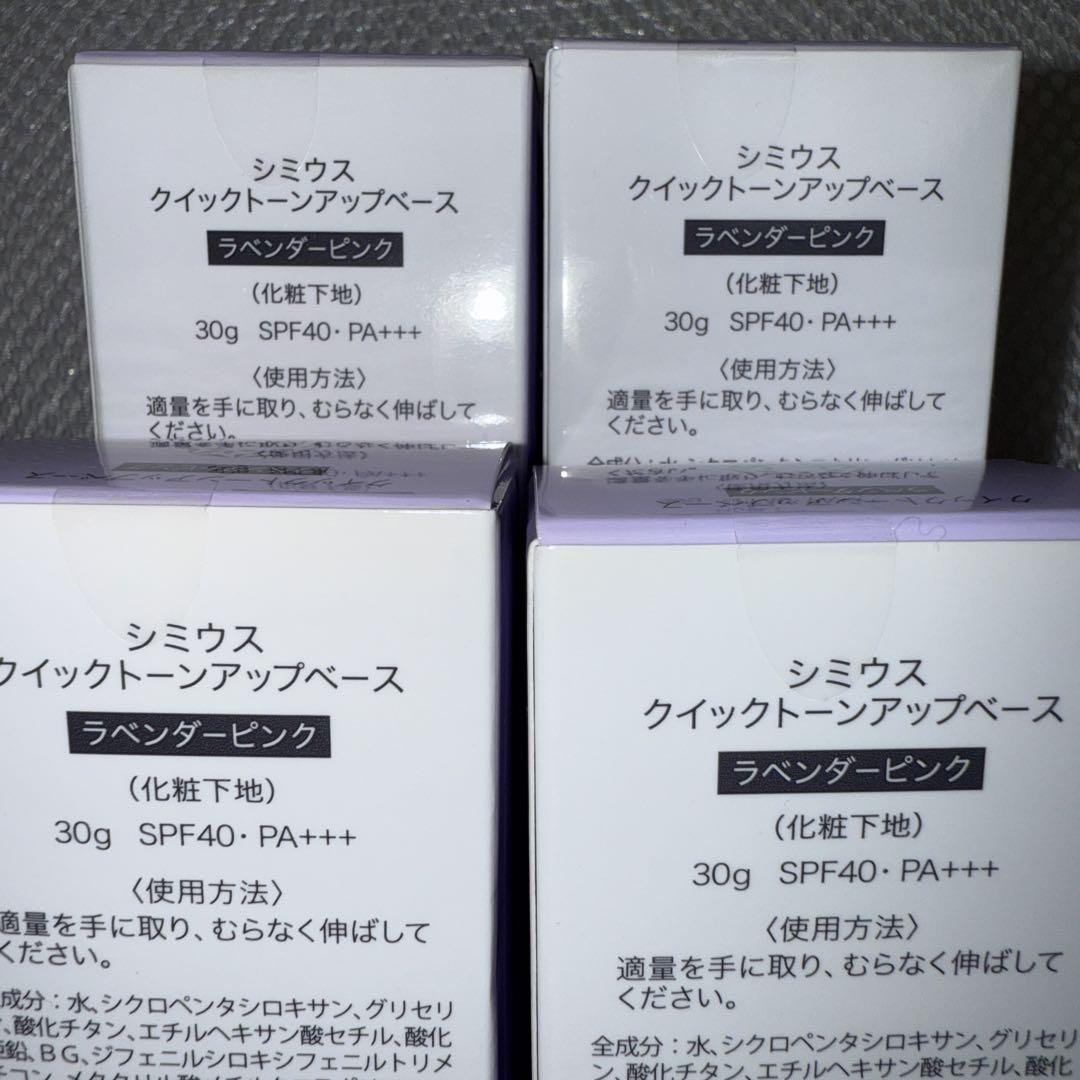 シミウス
クイックトーンアップベース
ラベンダーピンク
(化粧下地)
30g SPF40・PA+++
〈使用方法〉
適量を手に取り、むらなく伸ばして
ください。
シミウス
クイックトーンアップベース
ラベンダーピンク
(化粧下地)
30g SPF40・PA+++
〈使用方法〉
適量を手に取り、むらなく伸ばして
ください。
シミウス
クイックトーンアップベース
ラベンダーピンク
(化粧下地)
30g SPF40・PA+++
〈使用方法〉
適量を手に取り、むらなく伸ばして
ください。
成分:水、シクロペンタシロキサン、グリセリ
、酸化チタン、エチルヘキサン酸セチル、酸化
亜鉛、BG、ジフェニルシロキシフェニルトリメ
シミウス
クイックトーンアップベース
ラベンダーピンク
(化粧下地)
30g SPF40・PA+++
〈使用方法〉
適量を手に取り、むらなく伸ばして
ください。
全成分:水、シクロペンタシロキサン、グリセリ
ン、酸化チタン、エチルヘキサン酸セチル、酸化